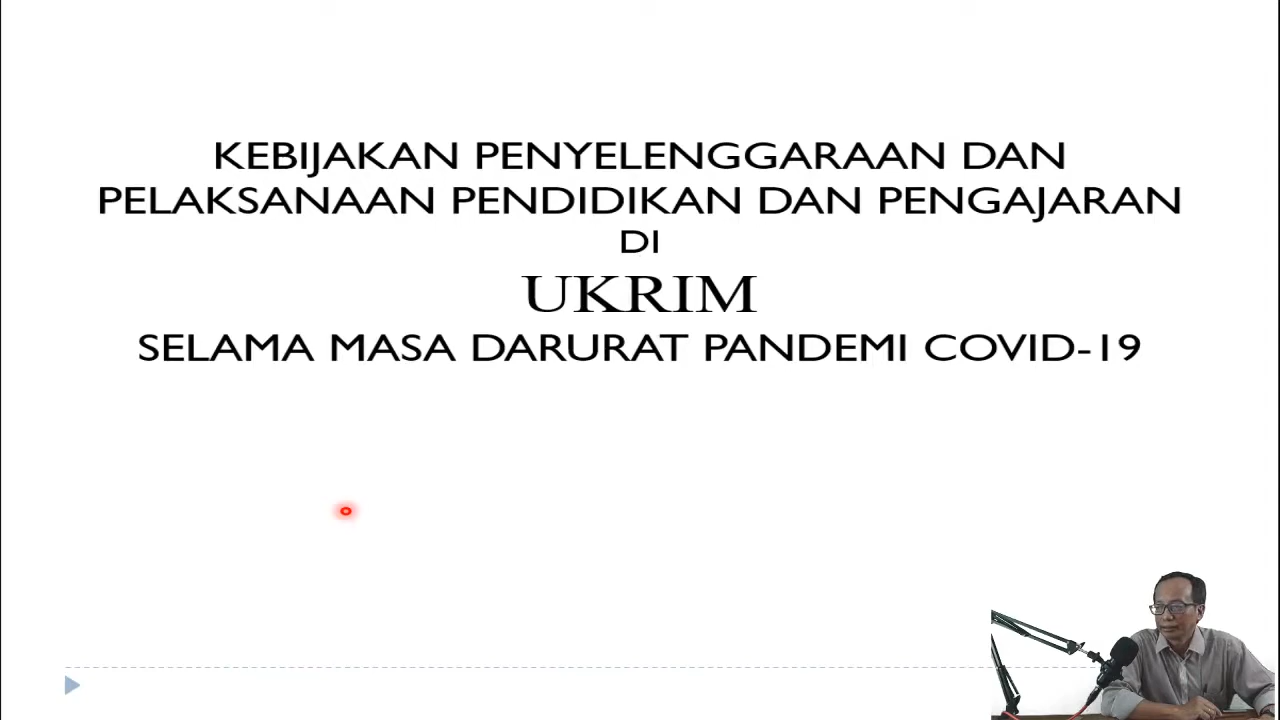 KEBIJAKAN PENYELENGGARAAN DAN
PELAKSANAAN PENDIDIKAN DAN PENGAJARAN
DI
UKRIM
SELAMA MASA DARURAT PANDEMI COVID-19